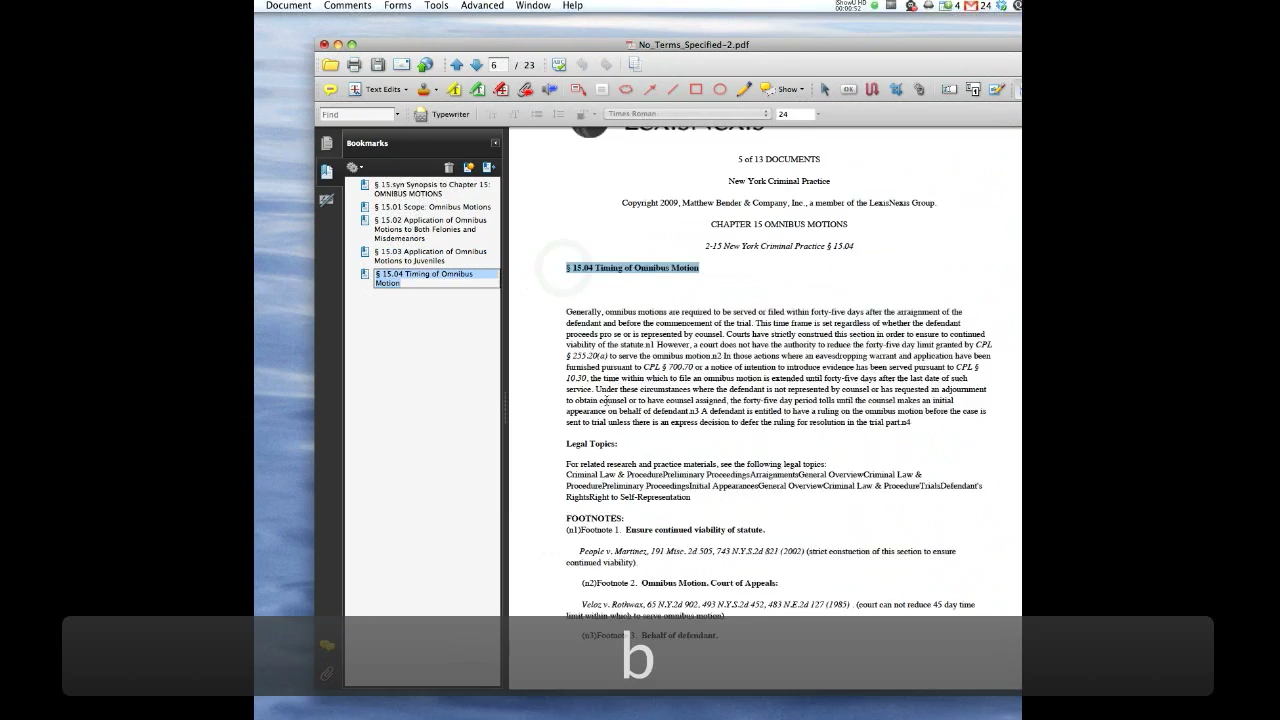 Document Comments Forms Tools Advanced Window Help
iShowU HD
00:00:52
4 24
No_Terms_Specified-2.pdf
6 / 23
Text Edits OK Show
Find Typewriter Times Roman 24
Bookmarks
§ 15.syn Synopsis to Chapter 15:
OMNIBUS MOTIONS
§ 15.01 Scope: Omnibus Motions
§ 15.02 Application of Omnibus
Motions to Both Felonies and
Misdemeanors
§ 15.03 Application of Omnibus
Motions to Juveniles
§ 15.04 Timing of Omnibus
Motion
LexisNexis
5 of 13 DOCUMENTS
New York Criminal Practice
Copyright 2009, Matthew Bender & Company, Inc., a member of the LexisNexis Group.
CHAPTER 15 OMNIBUS MOTIONS
2-15 New York Criminal Practice § 15.04
§ 15.04 Timing of Omnibus Motion
Generally, omnibus motions are required to be served or filed within forty-five days after the arraignment of the
defendant and before the commencement of the trial. This time frame is set regardless of whether the defendant
proceeds pro se or is represented by counsel. Courts have strictly construed this section in order to ensure to continued
viability of the statute.n1 However, a court does not have the authority to reduce the forty-five day limit granted by CPL
§ 255.20(a) to serve the omnibus motion.n2 In those actions where an eavesdropping warrant and application have been
furnished pursuant to CPL § 700.70 or a notice of intention to introduce evidence has been served pursuant to CPL §
10.30, the time within which to file an omnibus motion is extended until forty-five days after the last date of such
service. Under these circumstances where the defendant is not represented by counsel or has requested an adjournment
to obtain counsel or to have counsel assigned, the forty-five day period tolls until the counsel makes an initial
appearance on behalf of defendant.n3 A defendant is entitled to have a ruling on the omnibus motion before the case is
sent to trial unless there is an express decision to defer the ruling for resolution in the trial part.n4
Legal Topics:
For related research and practice materials, see the following legal topics:
Criminal Law & ProcedurePreliminary ProceedingsArraignmentsGeneral OverviewCriminal Law &
ProcedurePreliminary ProceedingsInitial AppearancesGeneral OverviewCriminal Law & ProcedureTrialsDefendant's
RightsRight to Self-Representation
FOOTNOTES:
(n1)Footnote 1. Ensure continued viability of statute.
People v. Martinez, 191 Misc. 2d 505, 743 N.Y.S.2d 821 (2002) (strict constuction of this section to ensure
continued viability).
(n2)Footnote 2. Omnibus Motion. Court of Appeals:
Veloz v. Rothwax, 65 N.Y.2d 902, 493 N.Y.S.2d 452, 483 N.E.2d 127 (1985) . (court can not reduce 45 day time
limit within which to serve omnibus motion).
(n3)Footnote 3. Behalf of defendant.
b